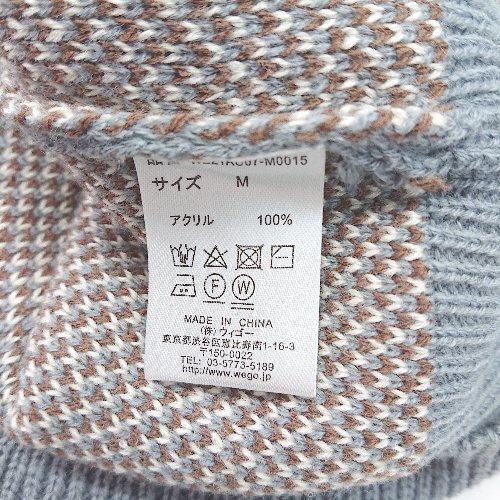 サイズ M
アクリル 100%
F W
MADE IN CHINA
(株)ウィゴー
東京都渋谷区恵比寿南1-16-3
〒150-0022
TEL: 03-5773-5189
http://www.wego.jp